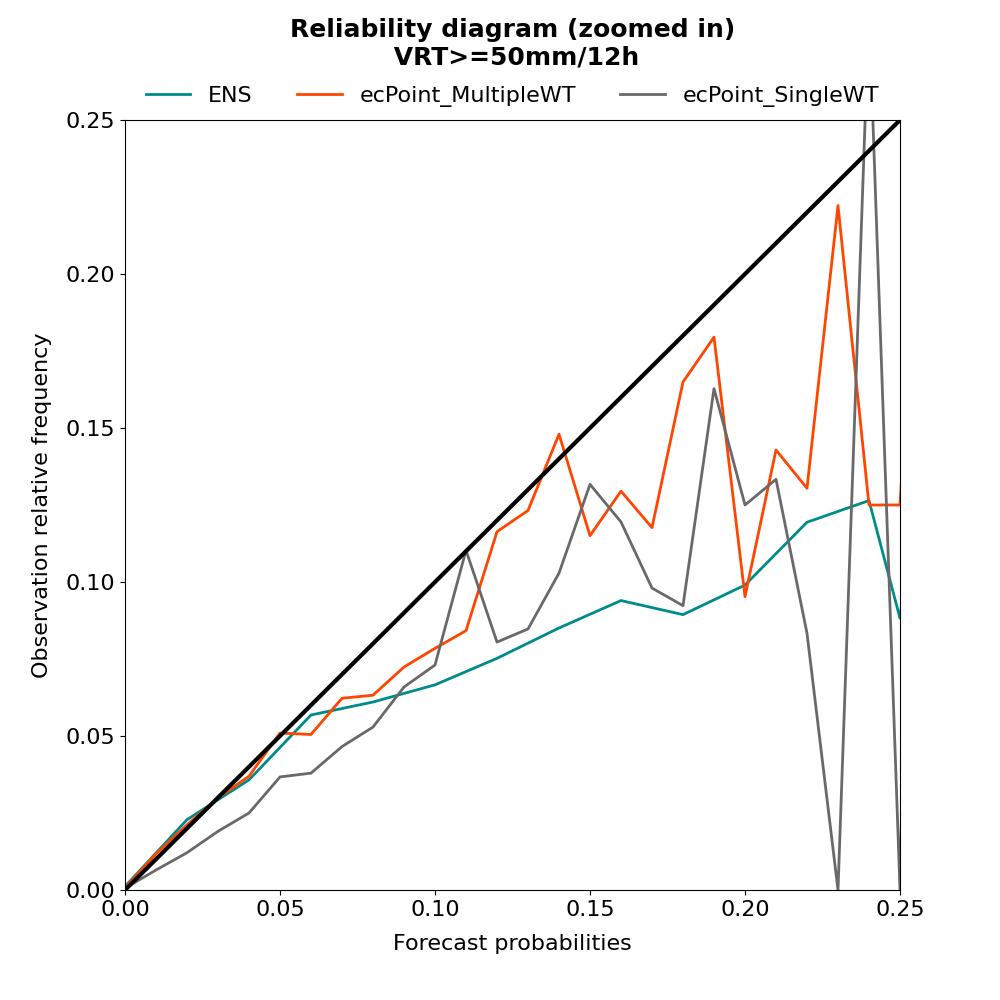 Reliability diagram (zoomed in)
VRT>=50mm/12h
ENS ecPoint_MultipleWT ecPoint_SingleWT
0.25
0.20
0.15
0.10
0.05
0.00
Observation relative frequency
0.00 0.05 0.10 0.15 0.20 0.25
Forecast probabilities